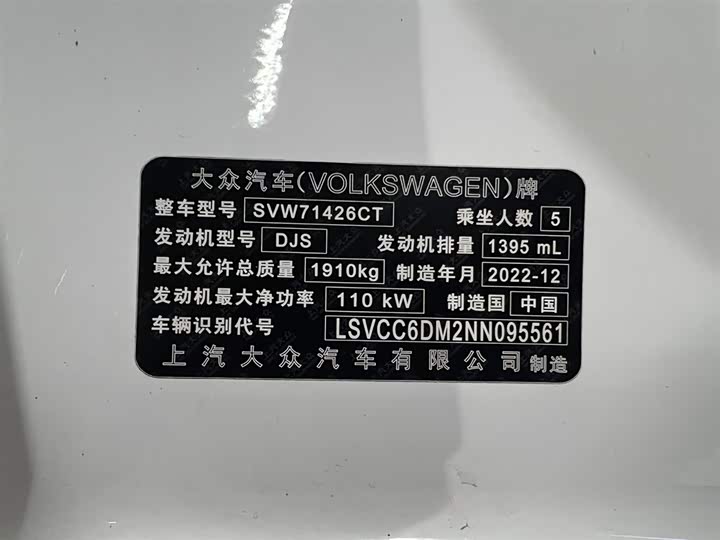 大众汽车(VOLKSWAGEN)牌
整车型号 SVW71426CT 乘坐人数 5
发动机型号 DJS 发动机排量 1395 mL
最大允许总质量 1910kg 制造年月 2022-12
发动机最大净功率 110 kW 制造国 中国
车辆识别代号 LSVCC6DM2NN095561
上汽大众汽车有限公司 制造